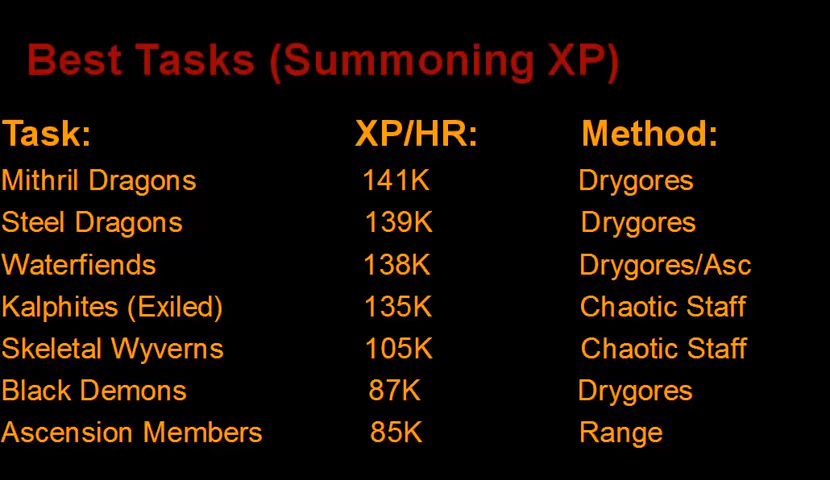 Best Tasks (Summoning XP)
Task: XP/HR: Method:
Mithril Dragons 141K Drygores
Steel Dragons 139K Drygores
Waterfiends 138K Drygores/Asc
Kalphites (Exiled) 135K Chaotic Staff
Skeletal Wyverns 105K Chaotic Staff
Black Demons 87K Drygores
Ascension Members 85K Range